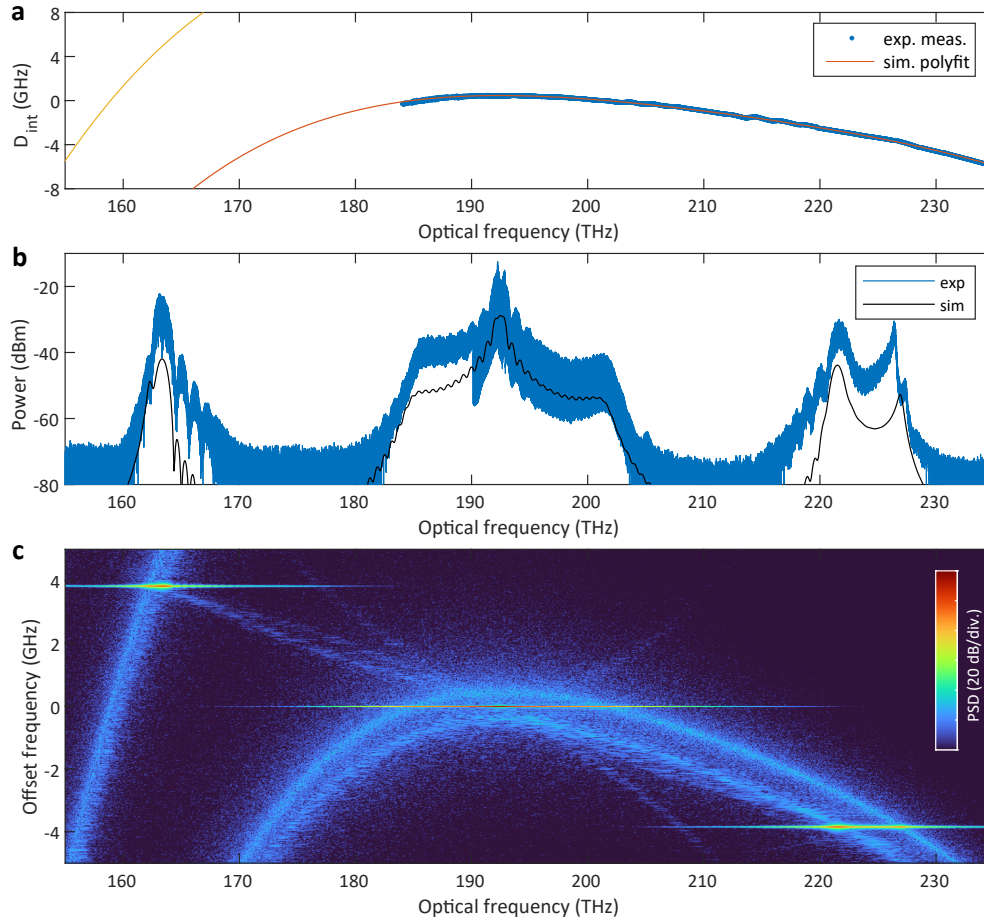 a
8
4
0
-4
-8
D_int (GHz)
exp. meas.
sim. polyfit
160 170 180 190 200 210 220 230
Optical frequency (THz)
b
-20
-40
-60
-80
Power (dBm)
exp
sim
160 170 180 190 200 210 220 230
Optical frequency (THz)
c
4
2
0
-2
-4
Offset frequency (GHz)
PSD (20 dB/div.)
160 170 180 190 200 210 220 230
Optical frequency (THz)